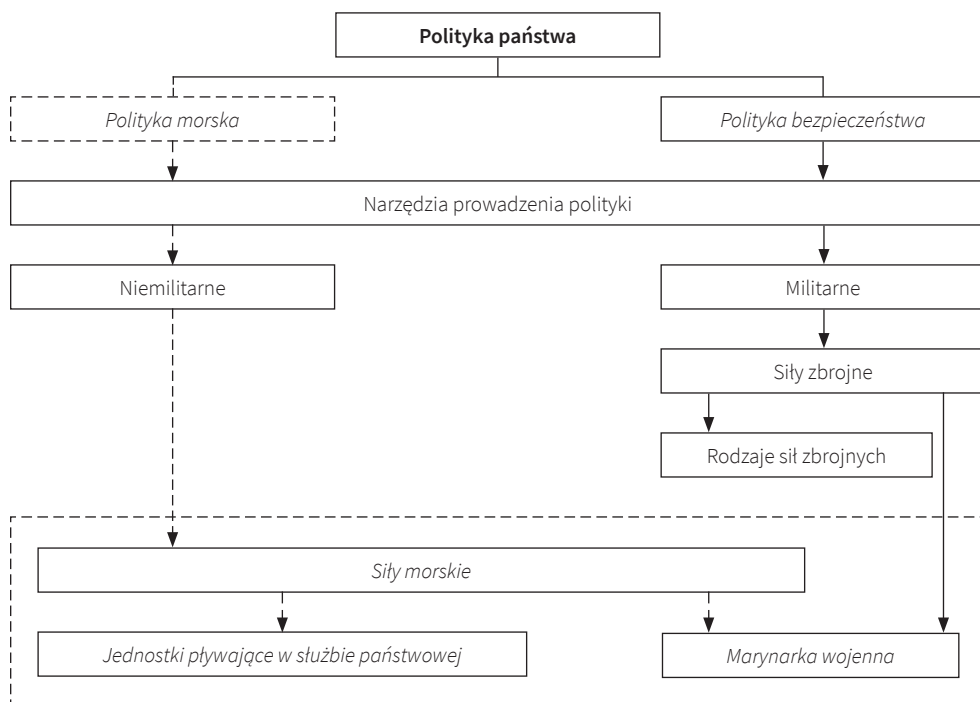 Polityka państwa
Polityka morska
Polityka bezpieczeństwa
Narzędzia prowadzenia polityki
Niemilitarne
Militarne
Siły zbrojne
Rodzaje sił zbrojnych
Siły morskie
Jednostki pływające w służbie państwowej
Marynarka wojenna